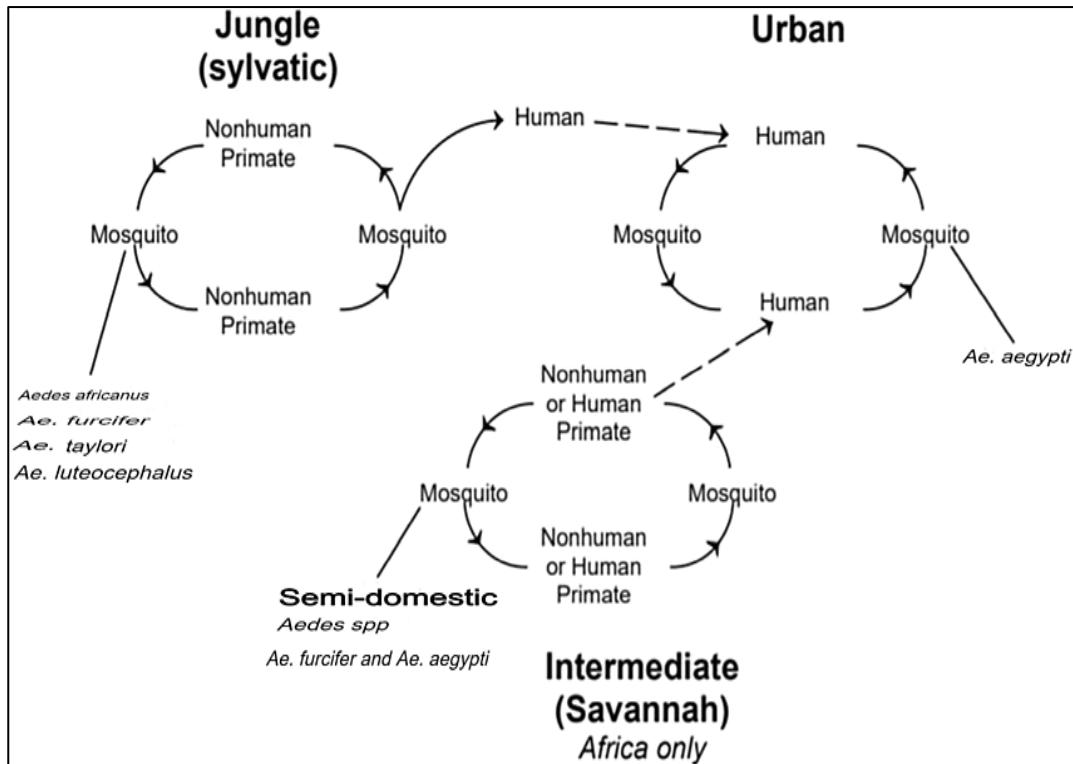 Jungle
(sylvatic)
Urban
Human
Nonhuman
Primate
Human
Mosquito
Mosquito
Mosquito
Mosquito
Nonhuman
Primate
Human
Ae. aegypti
Aedes africanus
Ae. furcifer
Ae. taylori
Ae. luteocephalus
Nonhuman
or Human
Primate
Mosquito
Mosquito
Nonhuman
or Human
Primate
Semi-domestic
Aedes spp
Ae. furcifer and Ae. aegypti
Intermediate
(Savannah)
Africa only